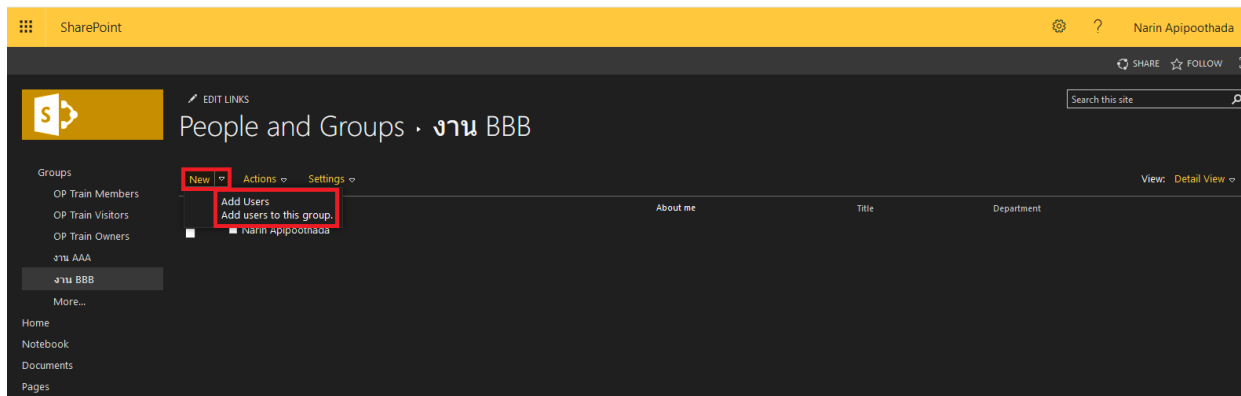 SharePoint
? Narin Apipoothada
SHARE FOLLOW
S
EDIT LINKS
Search this site
People and Groups · งาน BBB
Groups
OP Train Members
OP Train Visitors
OP Train Owners
งาน AAA
งาน BBB
More...
Home
Notebook
Documents
Pages
New Actions Settings
View: Detail View
Add Users
Add users to this group.
About me Title Department
Narin Apipoothada